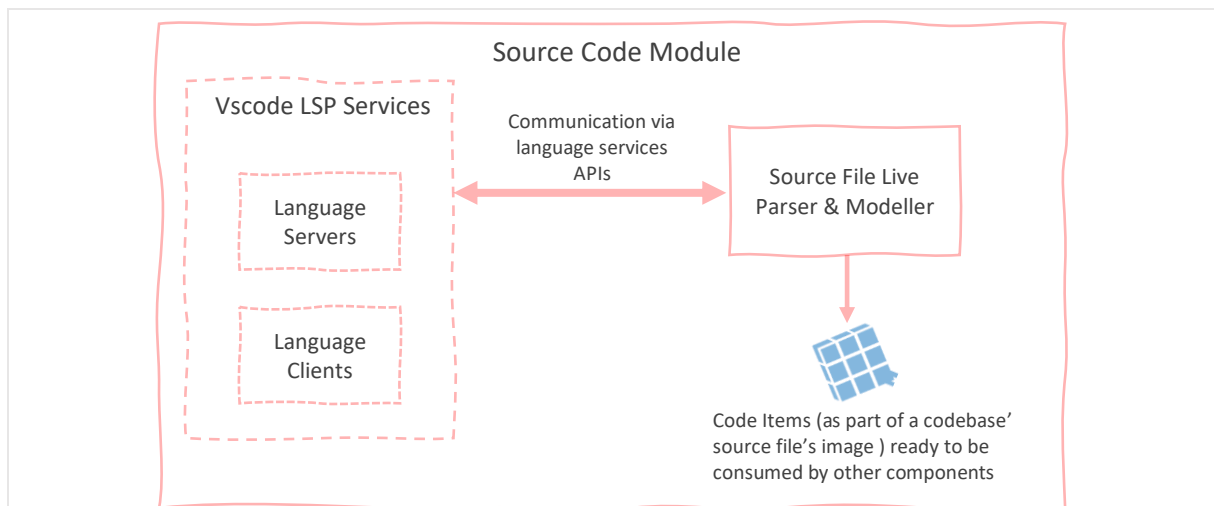 Source Code Module
Vscode LSP Services
Language
Servers
Language
Clients
Communication via
language services
APIs
Source File Live
Parser & Modeller
Code Items (as part of a codebase’
source file’s image ) ready to be
consumed by other components